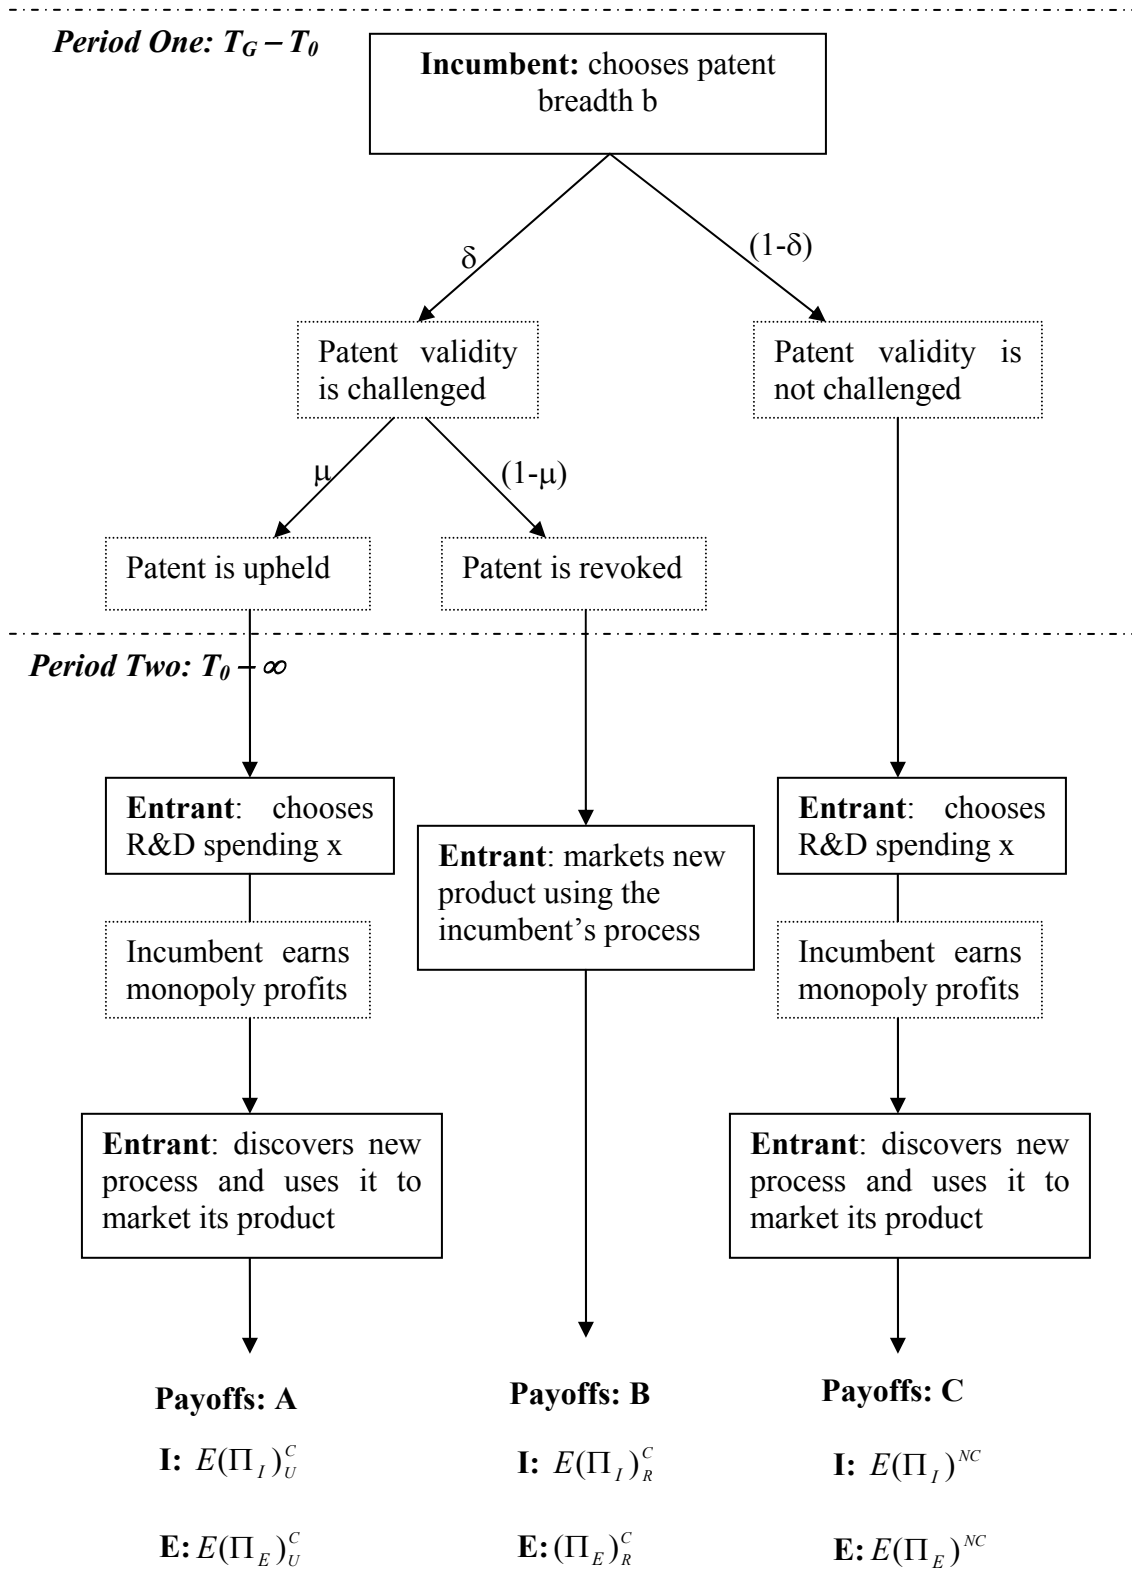 Period One: T_G – T_0
Incumbent: chooses patent
breadth b
δ
(1-δ)
Patent validity
is challenged
Patent validity is
not challenged
μ
(1-μ)
Patent is upheld
Patent is revoked
Period Two: T_0 – ∞
Entrant: chooses
R&D spending x
Entrant: markets new
product using the
incumbent’s process
Entrant: chooses
R&D spending x
Incumbent earns
monopoly profits
Incumbent earns
monopoly profits
Entrant: discovers new
process and uses it to
market its product
Entrant: discovers new
process and uses it to
market its product
Payoffs: A
I: E(Π_I)_U^C
E: E(Π_E)_U^C
Payoffs: B
I: E(Π_I)_R^C
E: (Π_E)_R^C
Payoffs: C
I: E(Π_I)^{NC}
E: E(Π_E)^{NC}